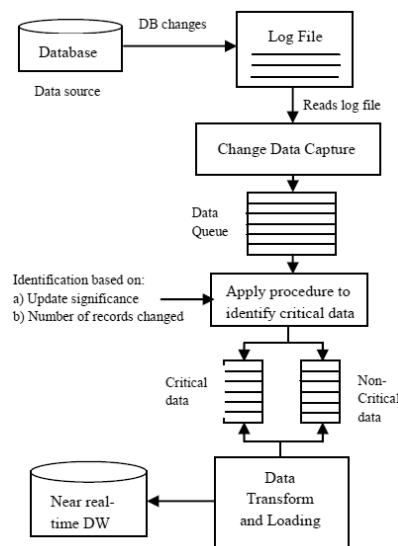 DB changes
Log File
Database
Data source
Reads log file
Change Data Capture
Data
Queue
Identification based on:
a) Update significance
b) Number of records changed
Apply procedure to
identify critical data
Critical
data
Non-
Critical
data
Data
Transform
and Loading
Near real-
time DW